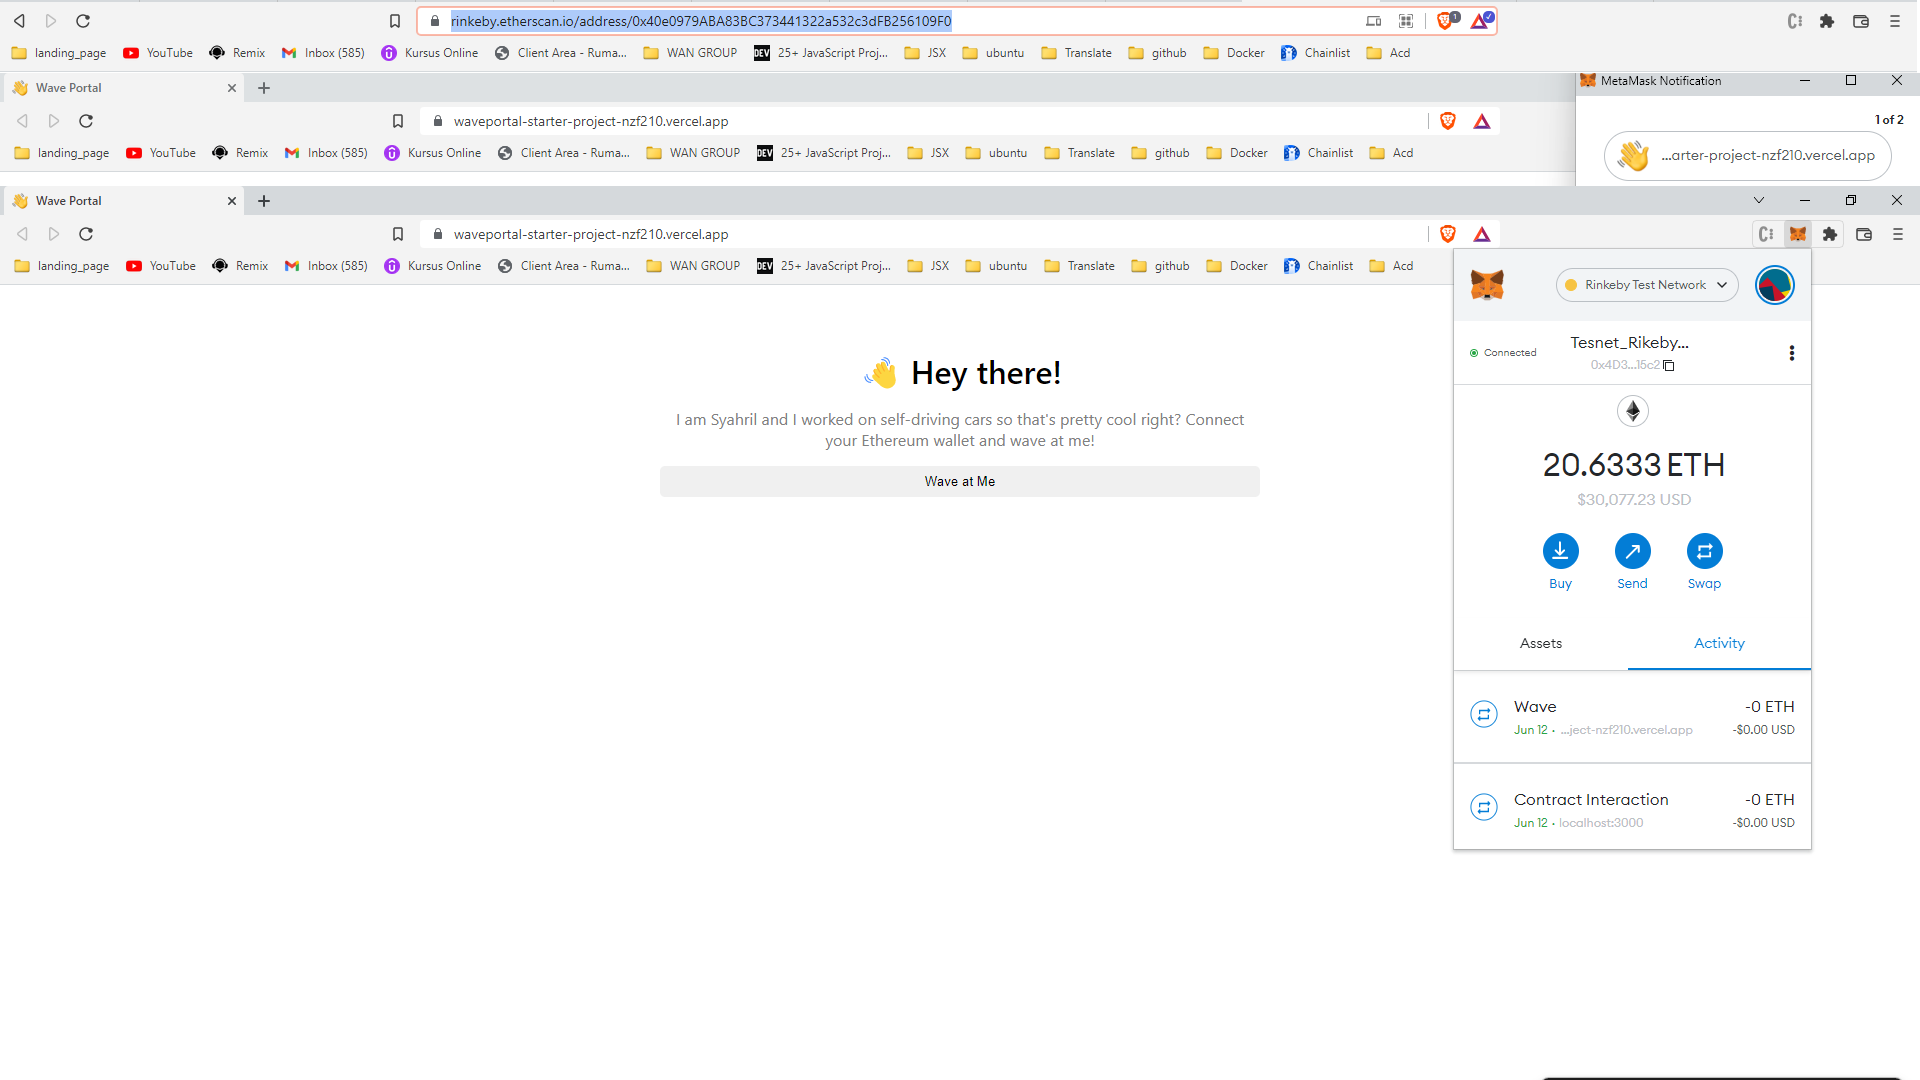 rinkeby.etherscan.io/address/0x40e0979ABA83BC373441322a532c3dFB256109F0
1
landing_page YouTube Remix Inbox (585) Kursus Online Client Area - Ruma... WAN GROUP DEV 25+ JavaScript Proj... JSX ubuntu Translate github Docker Chainlist Acd
Wave Portal
MetaMask Notification
waveportal-starter-project-nzf210.vercel.app
1 of 2
landing_page YouTube Remix Inbox (585) Kursus Online Client Area - Ruma... WAN GROUP DEV 25+ JavaScript Proj... JSX ubuntu Translate github Docker Chainlist Acd
...arter-project-nzf210.vercel.app
Wave Portal
waveportal-starter-project-nzf210.vercel.app
landing_page YouTube Remix Inbox (585) Kursus Online Client Area - Ruma... WAN GROUP DEV 25+ JavaScript Proj... JSX ubuntu Translate github Docker Chainlist Acd
Hey there!
I am Syahril and I worked on self-driving cars so that's pretty cool right? Connect
your Ethereum wallet and wave at me!
Wave at Me
Rinkeby Test Network
Connected
Tesnet_Rikeby...
0x4D3...15c2
20.6333 ETH
$30,077.23 USD
Buy Send Swap
Assets Activity
Wave -0 ETH
Jun 12 · ...ject-nzf210.vercel.app -$0.00 USD
Contract Interaction -0 ETH
Jun 12 · localhost:3000 -$0.00 USD